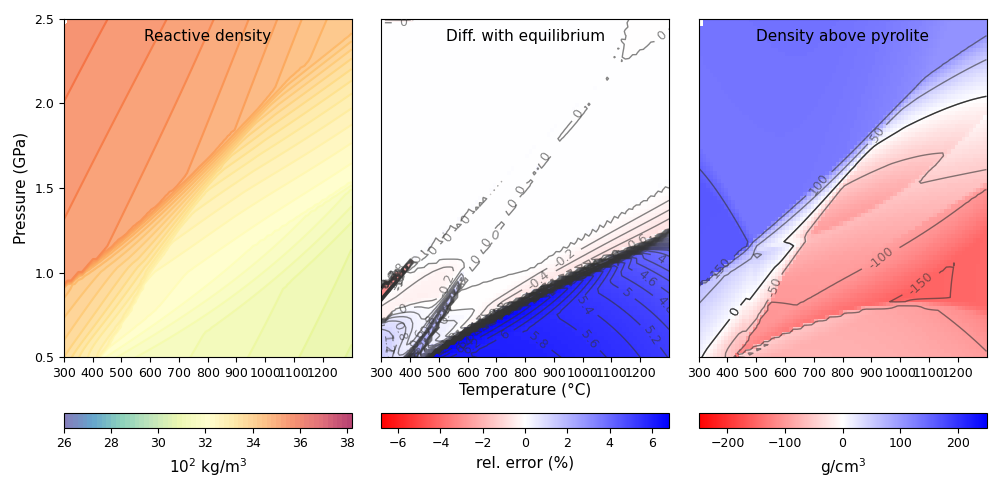 Reactive density
Diff. with equilibrium
Density above pyrolite
Pressure (GPa)
2.5
2.0
1.5
1.0
0.5
300 400 500 600 700 800 900 1000 1100 1200
300 400 500 600 700 800 900 1000 1100 1200
300 400 500 600 700 800 900 1000 1100 1200
0
0
0
0
-0.2
-0.4
50
100
0
-50
-100
-150
Temperature (°C)
26 28 30 32 34 36 38
10² kg/m³
−6 −4 −2 0 2 4 6
rel. error (%)
−200 −100 0 100 200
g/cm³